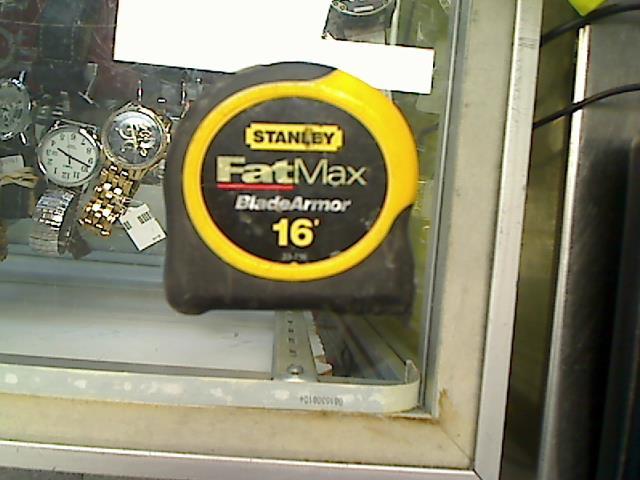 STANLEY
FatMax
BladeArmor
16'